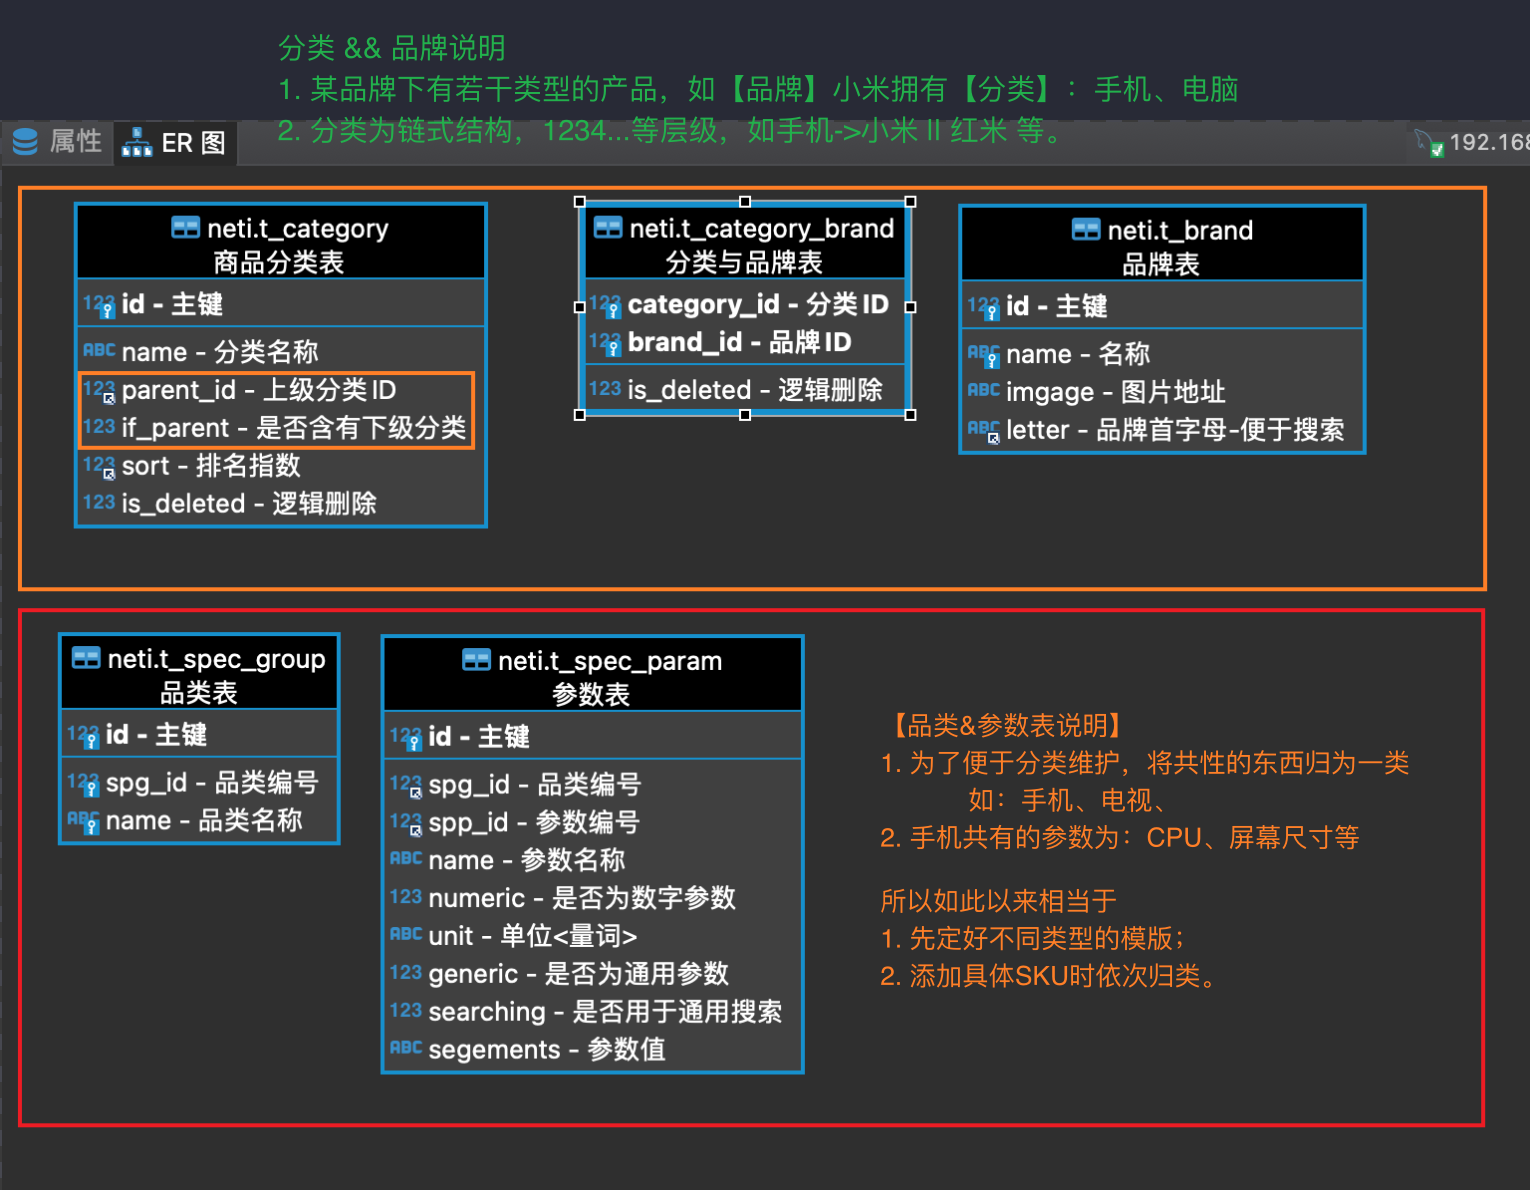 分类 && 品牌说明
1. 某品牌下有若干类型的产品，如【品牌】小米拥有【分类】：手机、电脑
2. 分类为链式结构，1234...等层级，如手机->小米 II 红米 等。
属性
ER 图
192.168
neti.t_category
商品分类表
123 id - 主键
ABC name - 分类名称
123 parent_id - 上级分类ID
123 if_parent - 是否含有下级分类
123 sort - 排名指数
123 is_deleted - 逻辑删除
neti.t_category_brand
分类与品牌表
123 category_id - 分类ID
123 brand_id - 品牌ID
123 is_deleted - 逻辑删除
neti.t_brand
品牌表
123 id - 主键
ABC name - 名称
ABC imgage - 图片地址
ABC letter - 品牌首字母-便于搜索
neti.t_spec_group
品类表
123 id - 主键
123 spg_id - 品类编号
ABC name - 品类名称
neti.t_spec_param
参数表
123 id - 主键
123 spg_id - 品类编号
123 spp_id - 参数编号
ABC name - 参数名称
123 numeric - 是否为数字参数
ABC unit - 单位<量词>
123 generic - 是否为通用参数
123 searching - 是否用于通用搜索
ABC segements - 参数值
【品类&参数表说明】
1. 为了便于分类维护，将共性的东西归为一类
如：手机、电视、
2. 手机共有的参数为：CPU、屏幕尺寸等
所以如此以来相当于
1. 先定好不同类型的模版；
2. 添加具体SKU时依次归类。